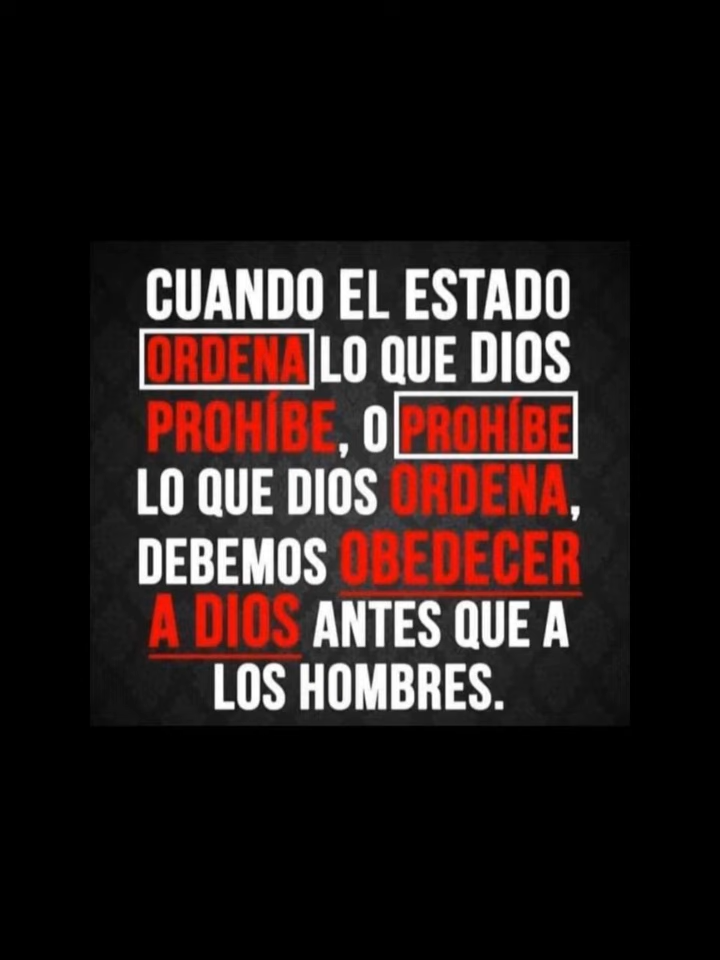 CUANDO EL ESTADO
ORDENA LO QUE DIOS
PROHÍBE, O PROHÍBE
LO QUE DIOS ORDENA,
DEBEMOS OBEDECER
A DIOS ANTES QUE A
LOS HOMBRES.